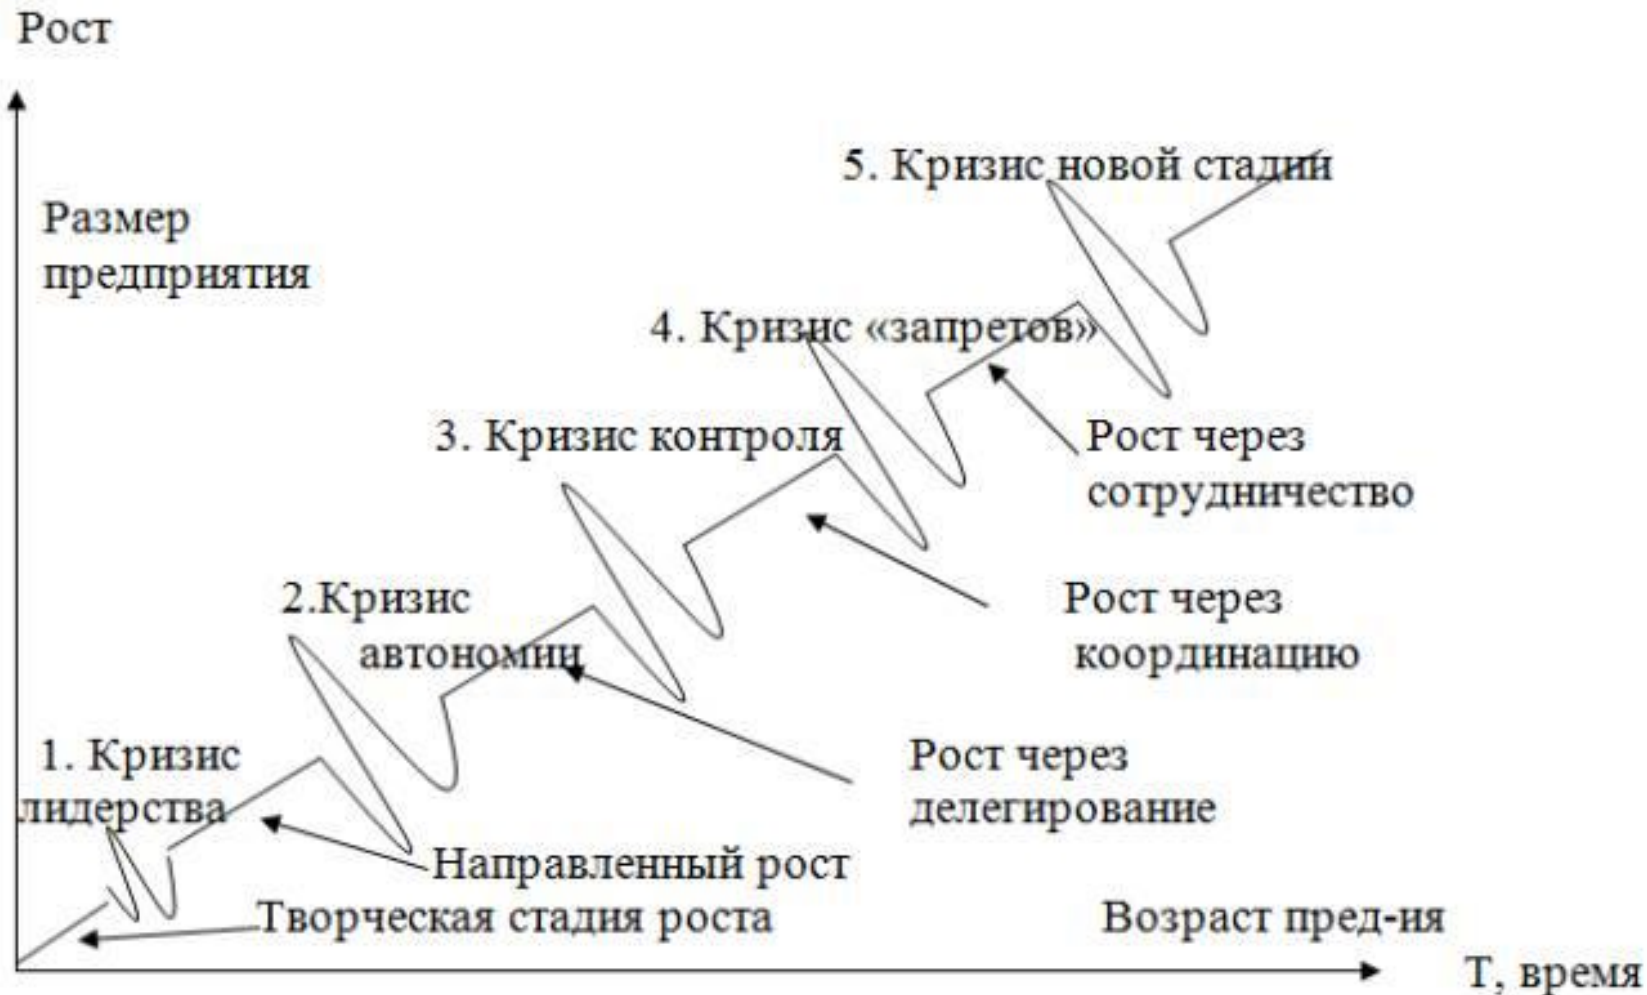 Рост
Размер
предприятия
5. Кризис новой стадии
4. Кризис «запретов»
3. Кризис контроля
Рост через
сотрудничество
2.Кризис
автономии
Рост через
координацию
1. Кризис
лидерства
Рост через
делегирование
Направленный рост
Творческая стадия роста
Возраст пред-ия
Т, время